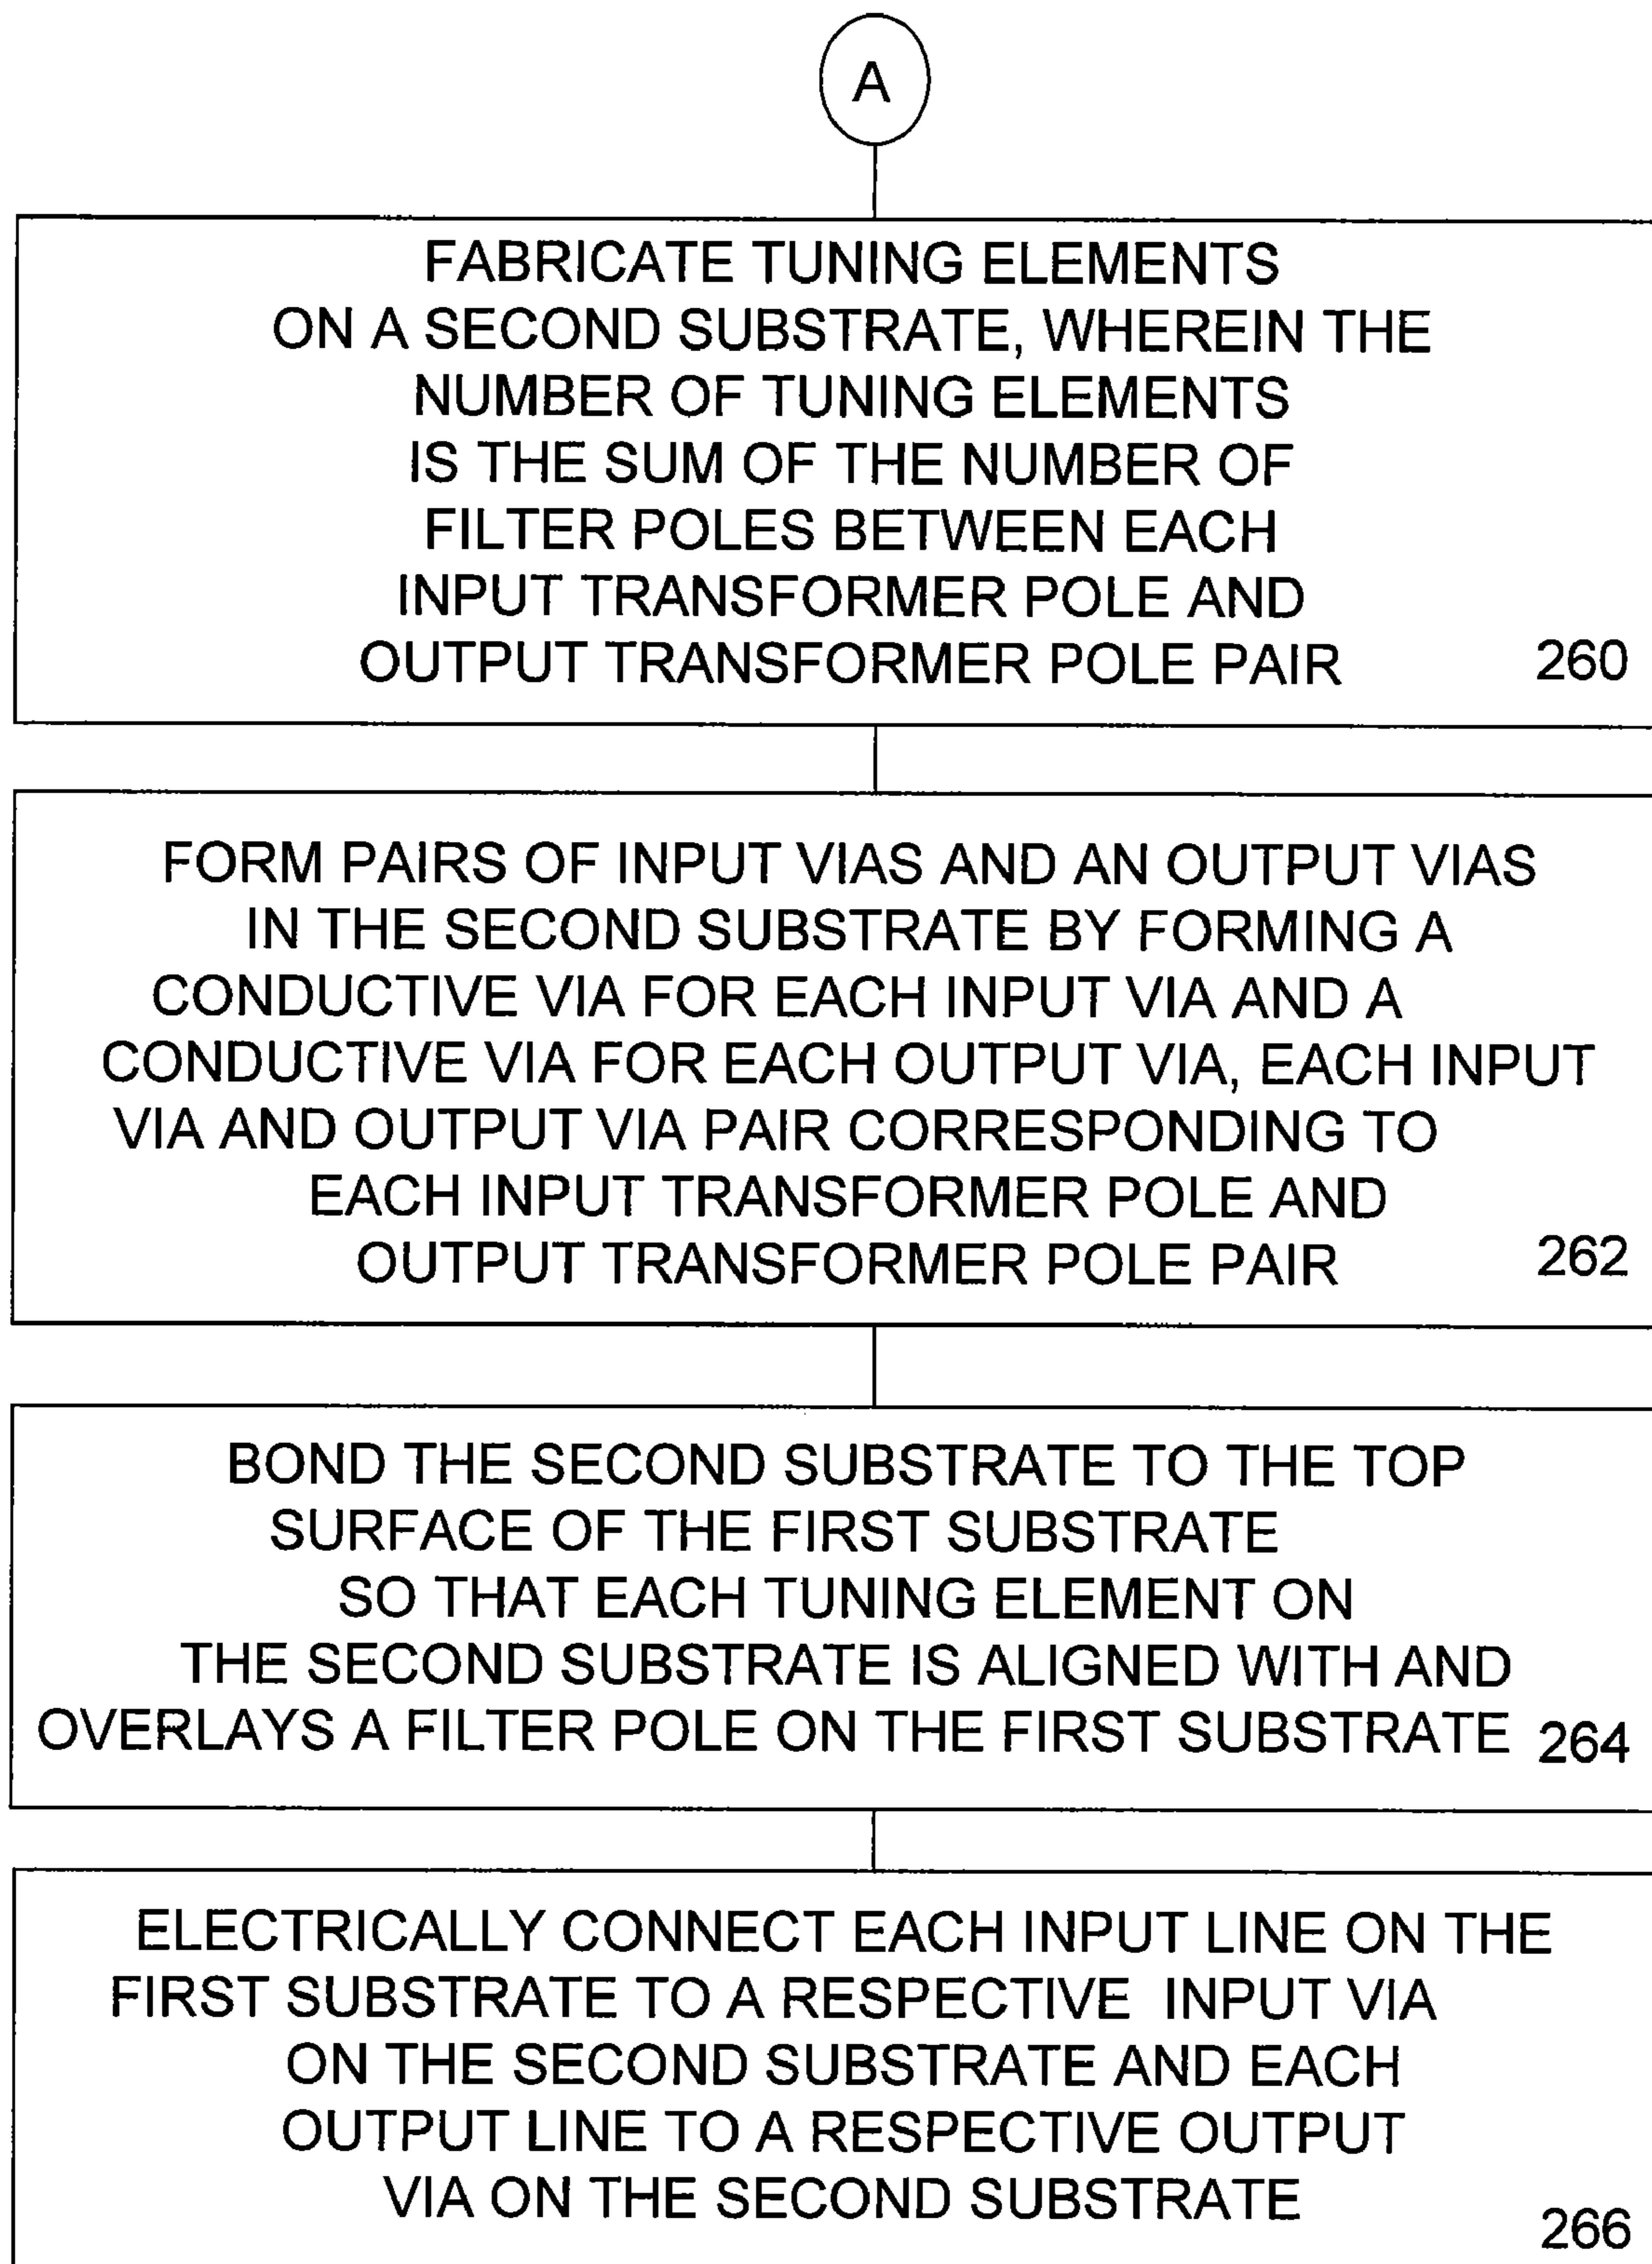 A
FABRICATE TUNING ELEMENTS
ON A SECOND SUBSTRATE, WHEREIN THE
NUMBER OF TUNING ELEMENTS
IS THE SUM OF THE NUMBER OF
FILTER POLES BETWEEN EACH
INPUT TRANSFORMER POLE AND
OUTPUT TRANSFORMER POLE PAIR 260
FORM PAIRS OF INPUT VIAS AND AN OUTPUT VIAS
IN THE SECOND SUBSTRATE BY FORMING A
CONDUCTIVE VIA FOR EACH INPUT VIA AND A
CONDUCTIVE VIA FOR EACH OUTPUT VIA, EACH INPUT
VIA AND OUTPUT VIA PAIR CORRESPONDING TO
EACH INPUT TRANSFORMER POLE AND
OUTPUT TRANSFORMER POLE PAIR 262
BOND THE SECOND SUBSTRATE TO THE TOP
SURFACE OF THE FIRST SUBSTRATE
SO THAT EACH TUNING ELEMENT ON
THE SECOND SUBSTRATE IS ALIGNED WITH AND
OVERLAYS A FILTER POLE ON THE FIRST SUBSTRATE 264
ELECTRICALLY CONNECT EACH INPUT LINE ON THE
FIRST SUBSTRATE TO A RESPECTIVE INPUT VIA
ON THE SECOND SUBSTRATE AND EACH
OUTPUT LINE TO A RESPECTIVE OUTPUT
VIA ON THE SECOND SUBSTRATE
266